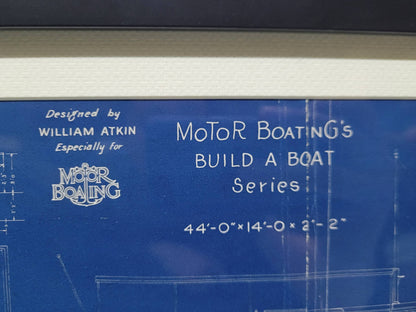 Designed by
WILLIAM ATKIN
Especially for
MOTOR
BOATING
MOTOR BOATING'S
BUILD A BOAT
Series
44'-0" × 14'-0 × 2'-2"